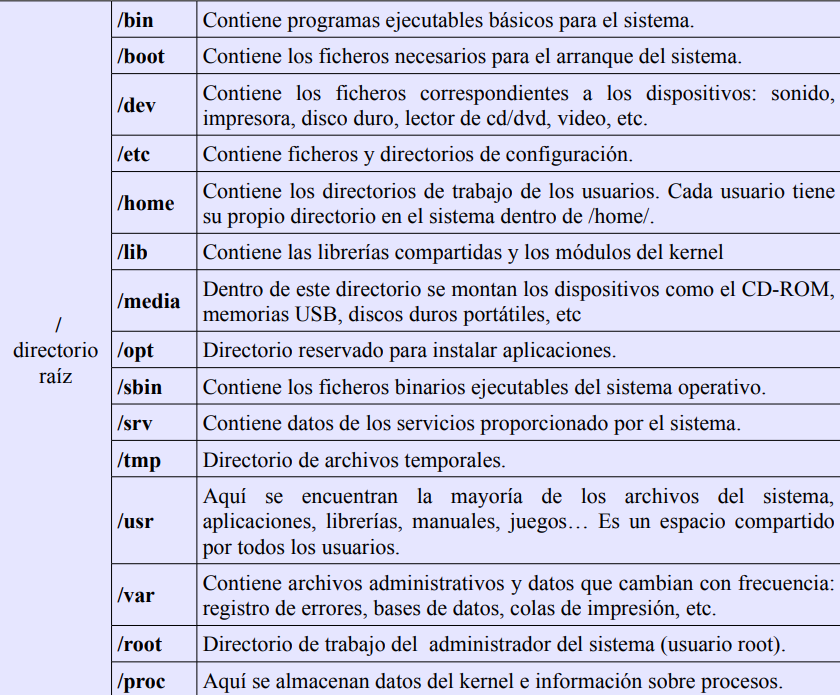 /bin Contiene programas ejecutables básicos para el sistema.
/boot Contiene los ficheros necesarios para el arranque del sistema.
/dev Contiene los ficheros correspondientes a los dispositivos: sonido,
impresora, disco duro, lector de cd/dvd, video, etc.
/etc Contiene ficheros y directorios de configuración.
/home Contiene los directorios de trabajo de los usuarios. Cada usuario tiene
su propio directorio en el sistema dentro de /home/.
/lib Contiene las librerías compartidas y los módulos del kernel
/media Dentro de este directorio se montan los dispositivos como el CD-ROM,
memorias USB, discos duros portátiles, etc
/
directorio
raíz
/opt Directorio reservado para instalar aplicaciones.
/sbin Contiene los ficheros binarios ejecutables del sistema operativo.
/srv Contiene datos de los servicios proporcionado por el sistema.
/tmp Directorio de archivos temporales.
/usr Aquí se encuentran la mayoría de los archivos del sistema,
aplicaciones, librerías, manuales, juegos… Es un espacio compartido
por todos los usuarios.
/var Contiene archivos administrativos y datos que cambian con frecuencia:
registro de errores, bases de datos, colas de impresión, etc.
/root Directorio de trabajo del administrador del sistema (usuario root).
/proc Aquí se almacenan datos del kernel e información sobre procesos.